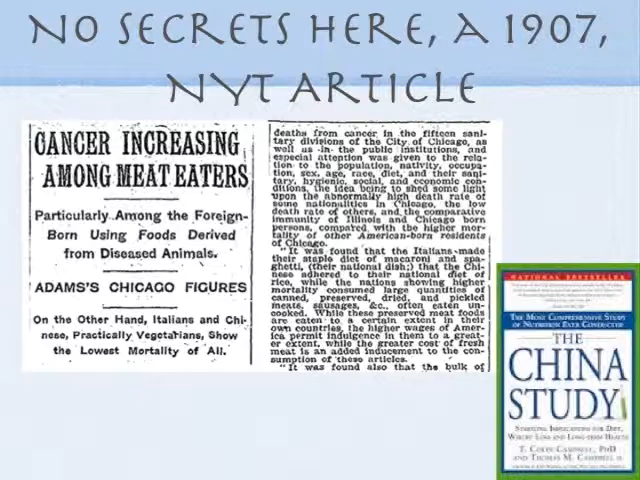 NO SECRETS HERE, A 1907,
NYT ARTICLE
CANCER INCREASING
AMONG MEAT EATERS
Particularly Among the Foreign-
Born Using Foods Derived
from Diseased Animals.
ADAMS'S CHICAGO FIGURES
On the Other Hand, Italians and Chi-
nese, Practically Vegetarians, Show
the Lowest Mortality of All.
deaths from cancer in the fifteen sani-
tary divisions of the City of Chicago, as
well as in the public institutions, and
especial attention was given to the rela-
tion to the population, nativity, occupa-
tion, sex, age, race, diet, and their sani-
tary, hygienic, social, and economic con-
ditions, the idea being to shed some light
upon the abnormally high death rate of
some nationalities in Chicago, the low
death rate of others, and the comparative
immunity of Illinois and Chicago born
persons, compared with the higher mor-
tality of other American-born residents
of Chicago.
"It was found that the Italians made
their staple diet of macaroni and spa-
ghetti, (their national dish;) that the Chi-
nese adhered to their national diet of
rice, while the nations showing higher
mortality consumed large quantities of
canned, preserved, dried, and pickled
meats, sausages, &c., often eaten un-
cooked. While these preserved meat foods
are eaten to a certain extent in their
own countries, the higher wages of Amer-
ica permit indulgence in them to a great-
er extent, while the greater cost of fresh
meat is an added inducement to the con-
sumption of these articles.
"It was found also that the bulk of
NATIONAL BESTSELLER
THE MOST COMPREHENSIVE STUDY
OF NUTRITION EVER CONDUCTED
THE
CHINA
STUDY
STARTLING IMPLICATIONS FOR DIET,
WEIGHT LOSS AND LONG-TERM HEALTH
T. COLIN CAMPBELL, PHD
AND THOMAS M. CAMPBELL II